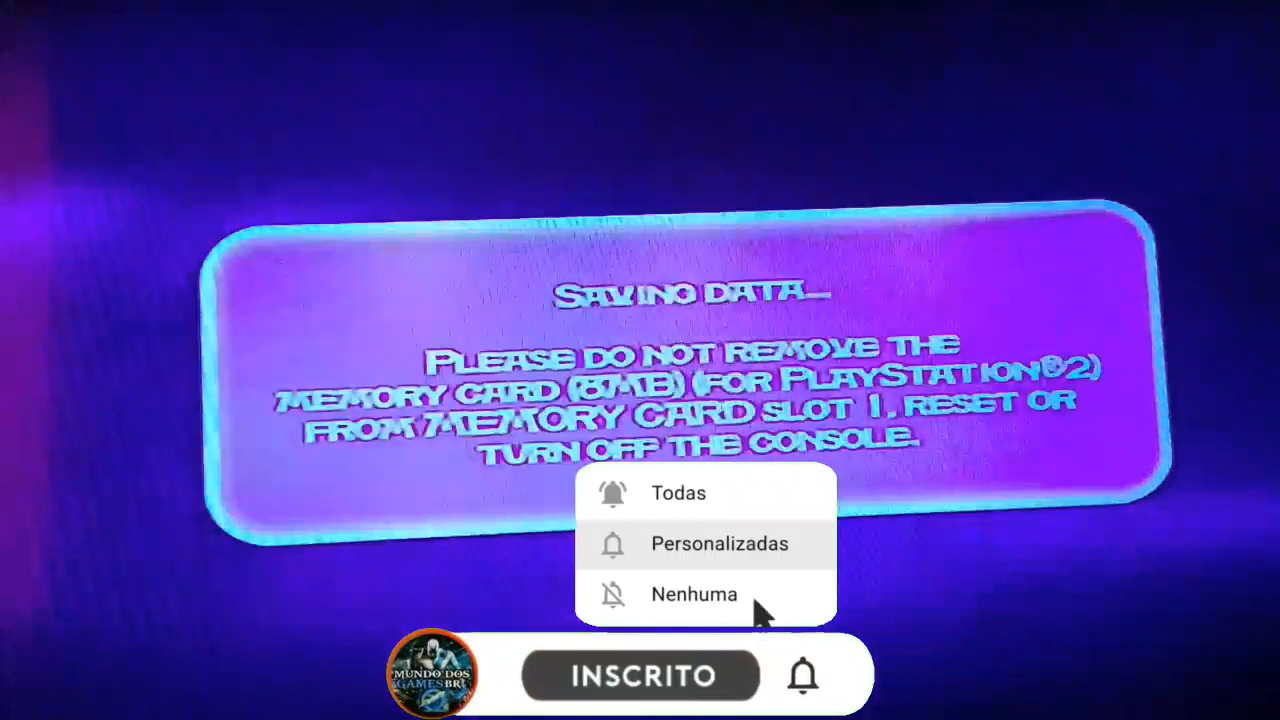 Saving data...
Please do not remove the
memory card (8MB) (for PlayStation®2)
from MEMORY CARD slot 1, reset or
turn off the console.
Todas
Personalizadas
Nenhuma
MUNDO DOS
GAMES BR
INSCRITO